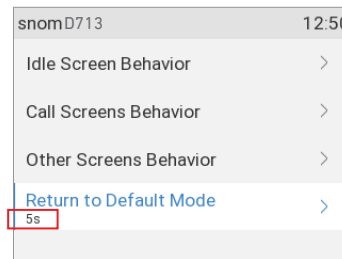 snom D713 12:50
Idle Screen Behavior
Call Screens Behavior
Other Screens Behavior
Return to Default Mode
5s